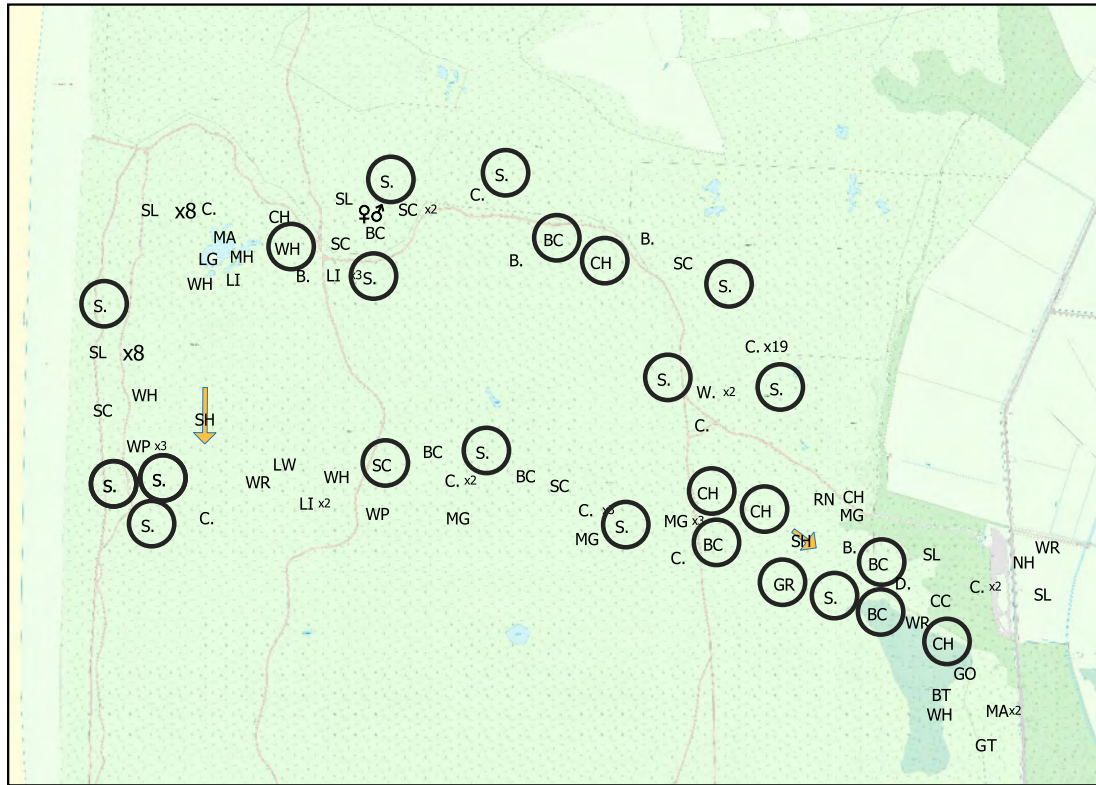 S.
S.
C.
SL
♀♂
SC x2
SL
x8
C.
CH
BC
MA
WH
SC
BC
CH
B.
LG
MH
B.
SC
WH
LI
B.
LI
x3
S.
S.
S.
SL
x8
C. x19
WH
S.
W. x2
S.
SC
SH
C.
WP x3
LW
SC
BC
S.
S.
S.
WR
WH
C. x2
BC
SC
LI x2
WP
MG
CH
CH
RN
CH
MG
S.
C.
C. x3
S.
MG x3
MG
BC
C.
SH
B.
BC
SL
NH
WR
GR
S.
D.
BC
CC
C. x2
SL
WR
CH
GO
BT
WH
MA x2
GT